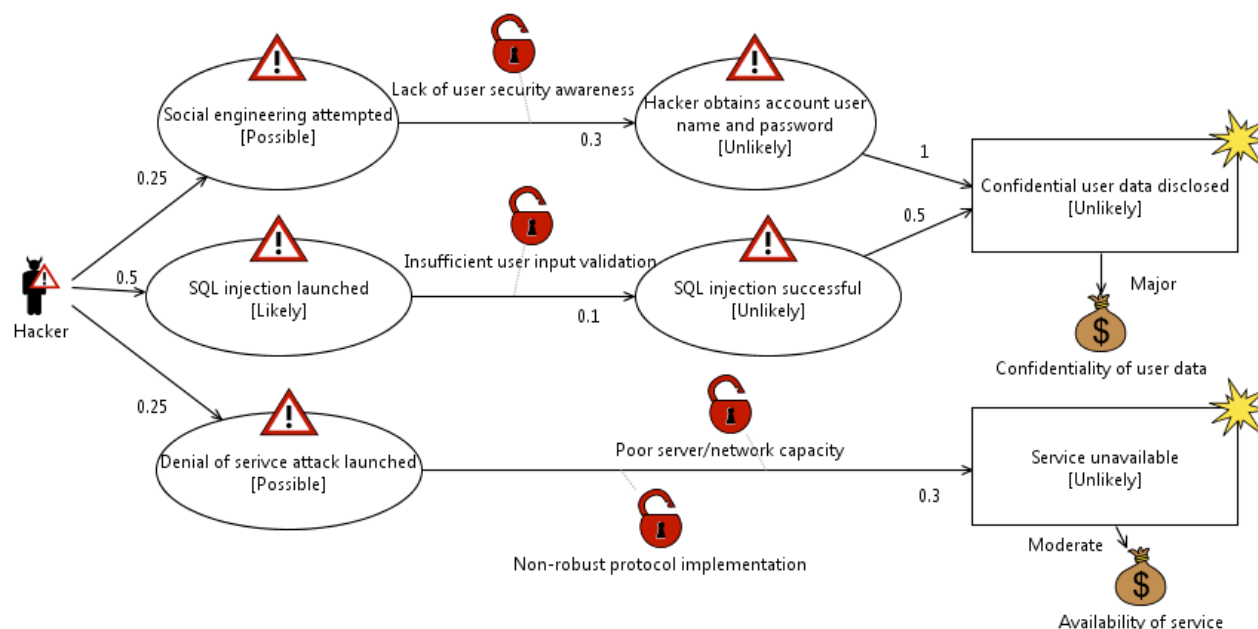 Lack of user security awareness
Social engineering attempted
[Possible]
Hacker obtains account user
name and password
[Unlikely]
0.3
1
0.25
Confidential user data disclosed
[Unlikely]
0.5
Insufficient user input validation
0.5
SQL injection launched
[Likely]
SQL injection successful
[Unlikely]
0.1
Hacker
Major
$
Confidentiality of user data
0.25
Poor server/network capacity
Denial of serivce attack launched
[Possible]
Service unavailable
[Unlikely]
0.3
Non-robust protocol implementation
Moderate
$
Availability of service